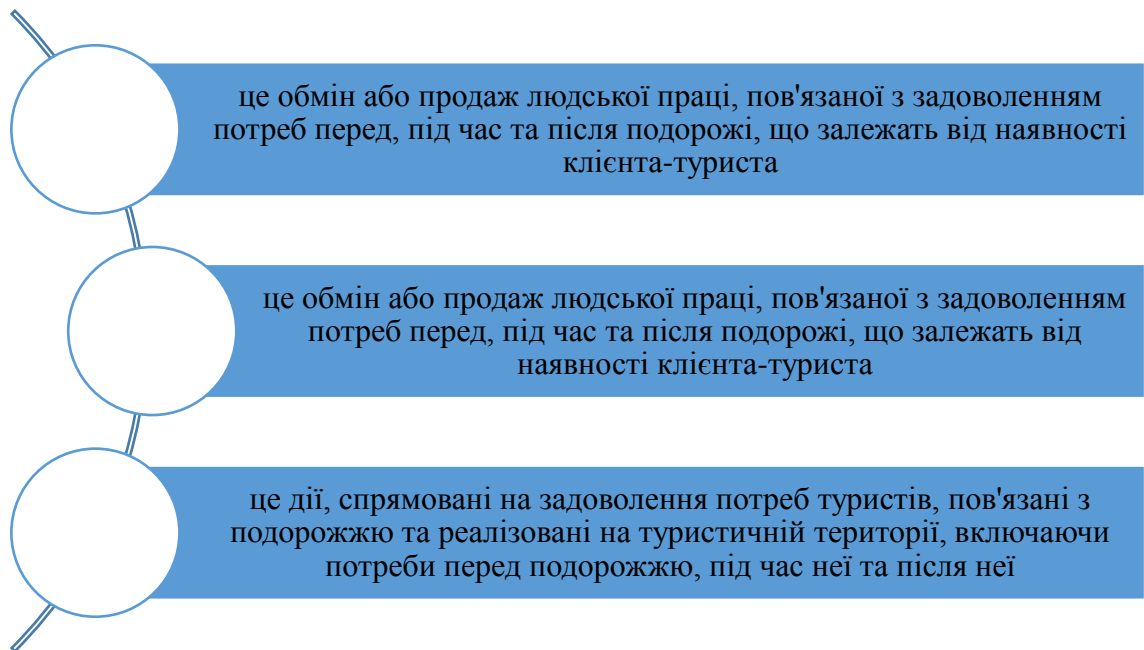 це обмін або продаж людської праці, пов'язаної з задоволенням
потреб перед, під час та після подорожі, що залежать від наявності
клієнта-туриста
це обмін або продаж людської праці, пов'язаної з задоволенням
потреб перед, під час та після подорожі, що залежать від
наявності клієнта-туриста
це дії, спрямовані на задоволення потреб туристів, пов'язані з
подорожжю та реалізовані на туристичній території, включаючи
потреби перед подорожжю, під час неї та після неї